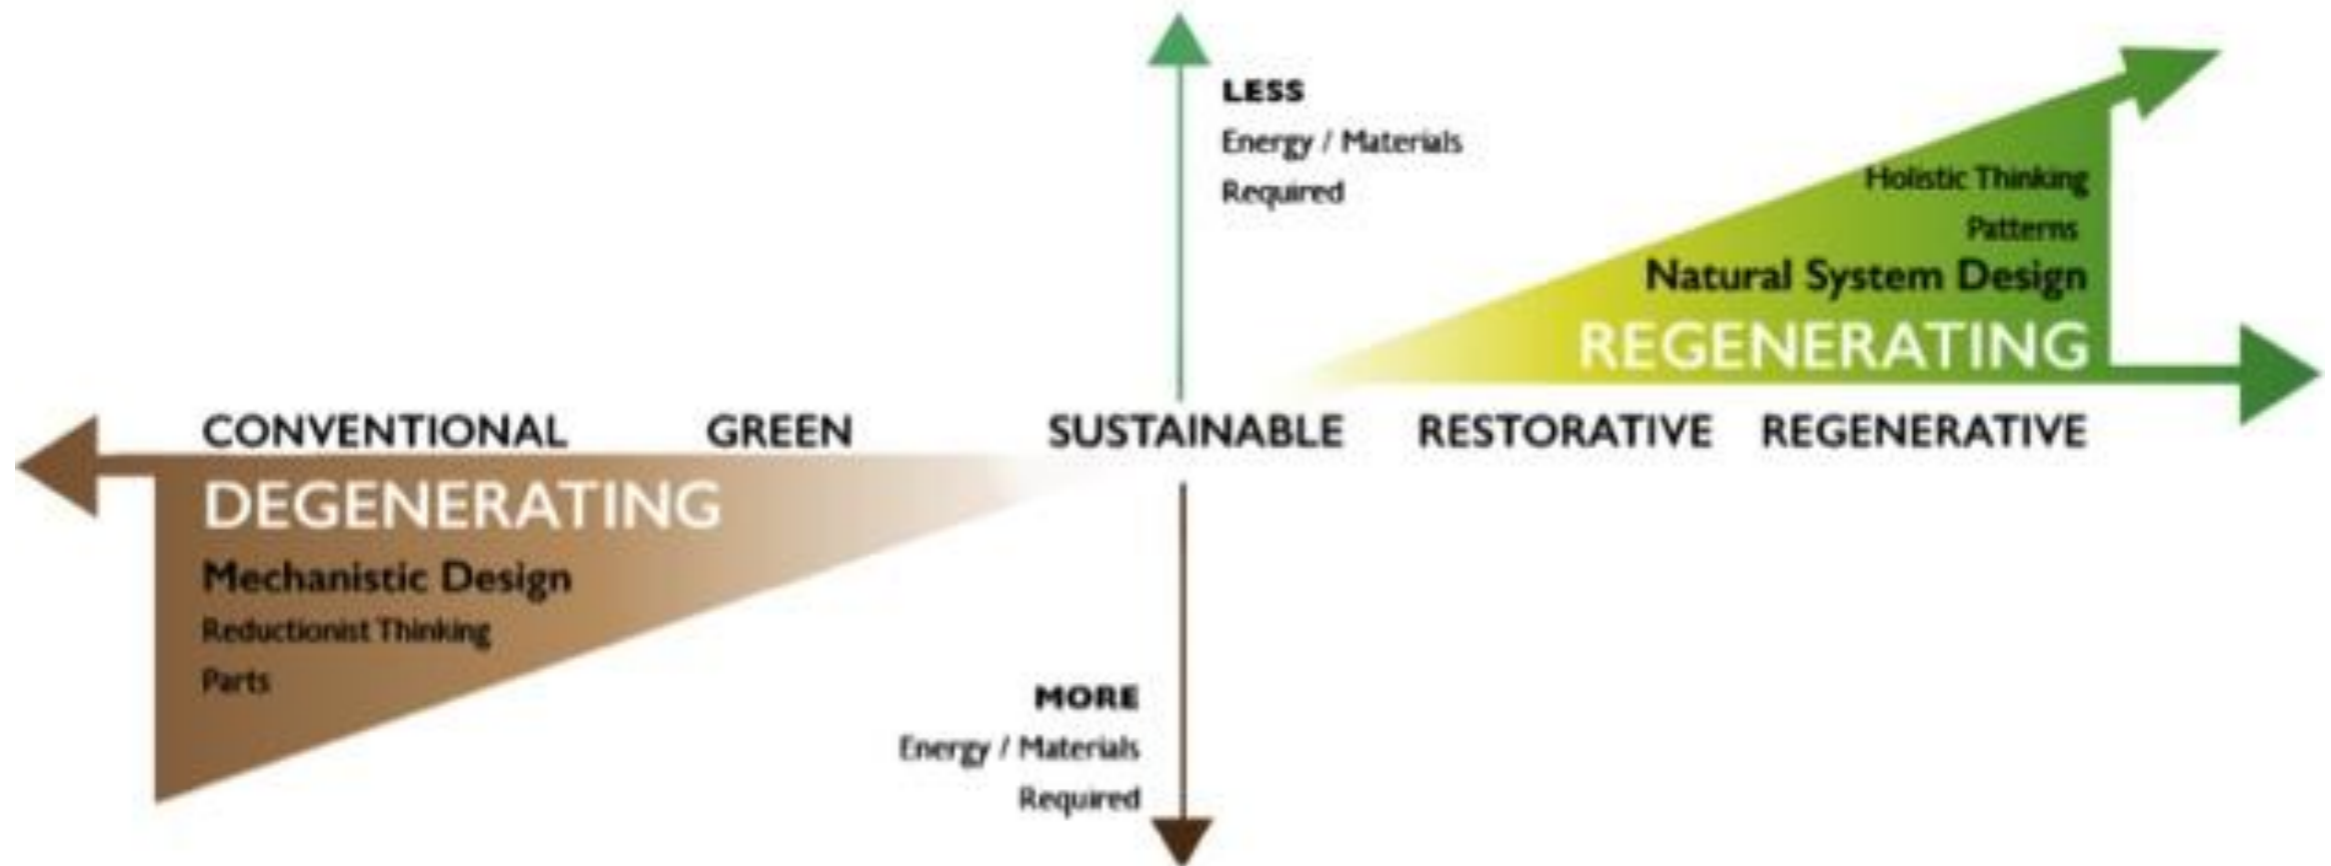 LESS
Energy / Materials
Required
Holistic Thinking
Patterns
Natural System Design
REGENERATING
CONVENTIONAL GREEN SUSTAINABLE RESTORATIVE REGENERATIVE
DEGENERATING
Mechanistic Design
Reductionist Thinking
Parts
MORE
Energy / Materials
Required